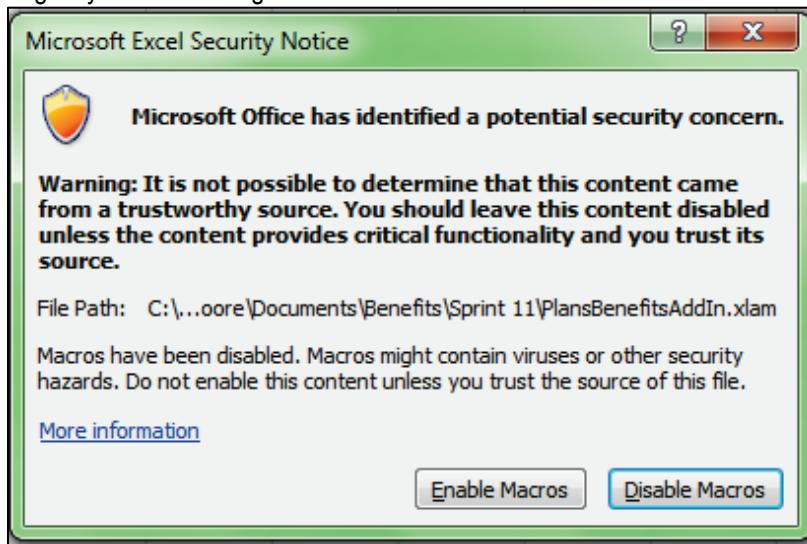 Microsoft Excel Security Notice
Microsoft Office has identified a potential security concern.
Warning: It is not possible to determine that this content came
from a trustworthy source. You should leave this content disabled
unless the content provides critical functionality and you trust its
source.
File Path: C:\...oore\Documents\Benefits\Sprint 11\PlansBenefitsAddIn.xlam
Macros have been disabled. Macros might contain viruses or other security
hazards. Do not enable this content unless you trust the source of this file.
More information
Enable Macros Disable Macros